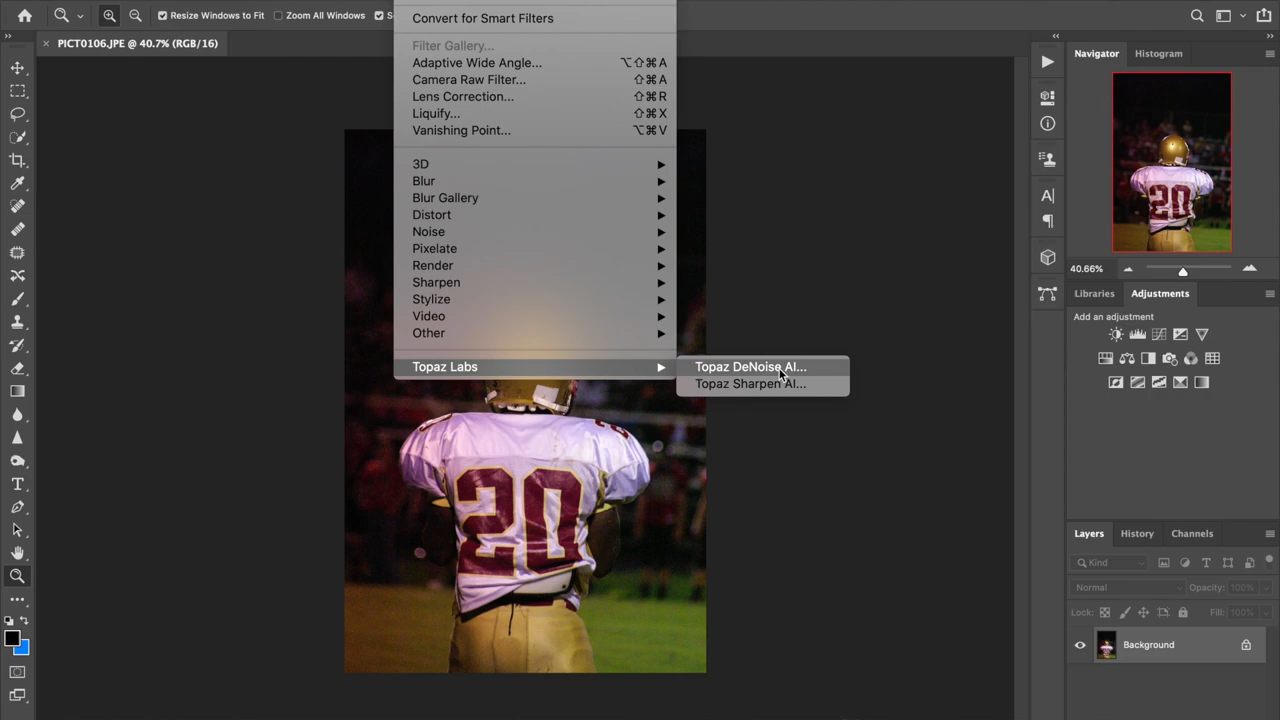 Resize Windows to Fit
Zoom All Windows
PICT0106.JPE @ 40.7% (RGB/16)
Convert for Smart Filters
Filter Gallery...
Adaptive Wide Angle... ⌥⇧⌘A
Camera Raw Filter... ⇧⌘A
Lens Correction... ⇧⌘R
Liquify... ⇧⌘X
Vanishing Point... ⌥⌘V
3D
Blur
Blur Gallery
Distort
Noise
Pixelate
Render
Sharpen
Stylize
Video
Other
Topaz Labs
Topaz DeNoise AI...
Topaz Sharpen AI...
20
Navigator
Histogram
20
40.66%
Libraries
Adjustments
Add an adjustment
Layers
History
Channels
Kind
Normal
Opacity: 100%
Lock:
Fill: 100%
Background